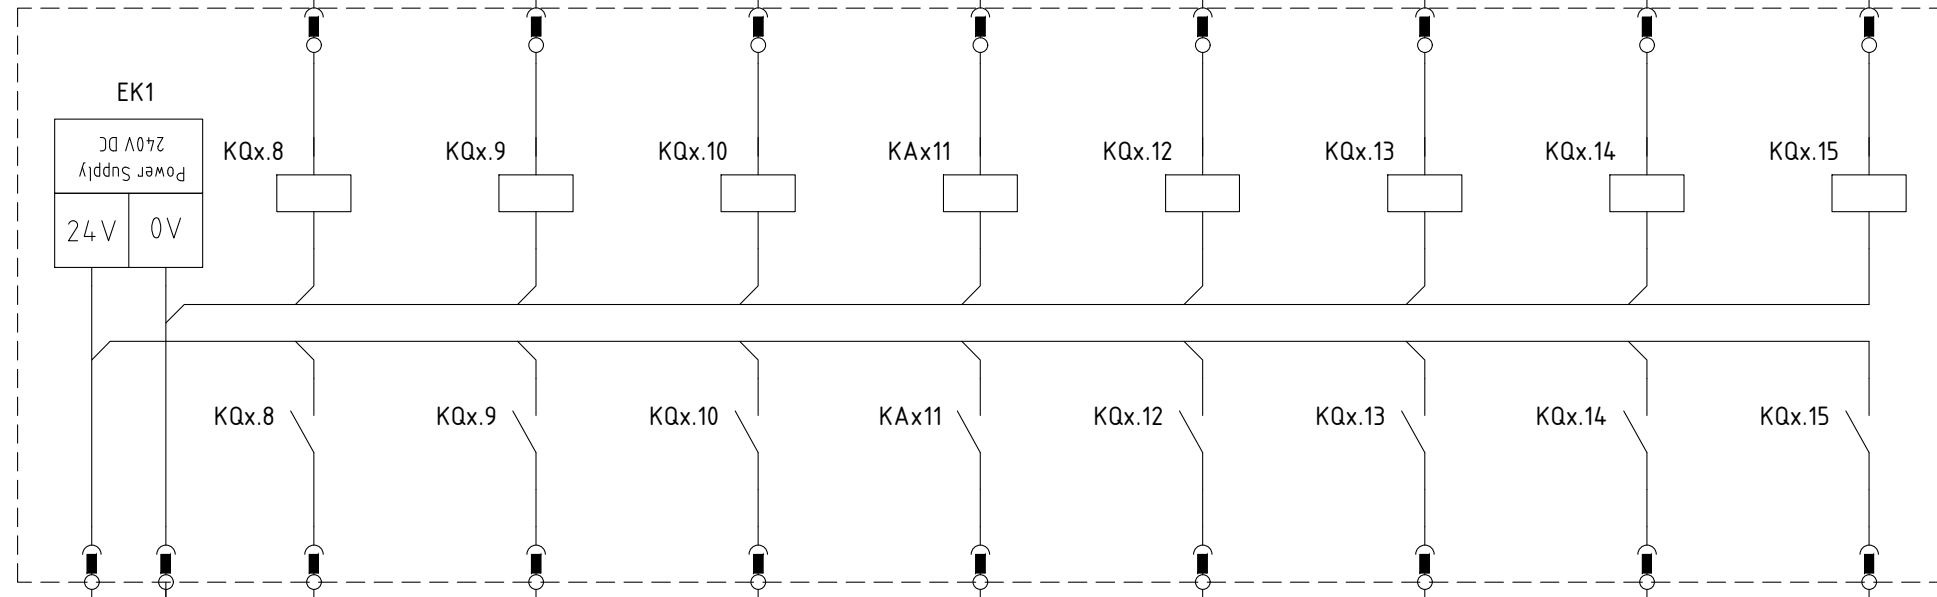 EK1
Power Supply
240V DC
24V
0V
KQx.8
KQx.9
KQx.10
KAx11
KQx.12
KQx.13
KQx.14
KQx.15
KQx.8
KQx.9
KQx.10
KAx11
KQx.12
KQx.13
KQx.14
KQx.15